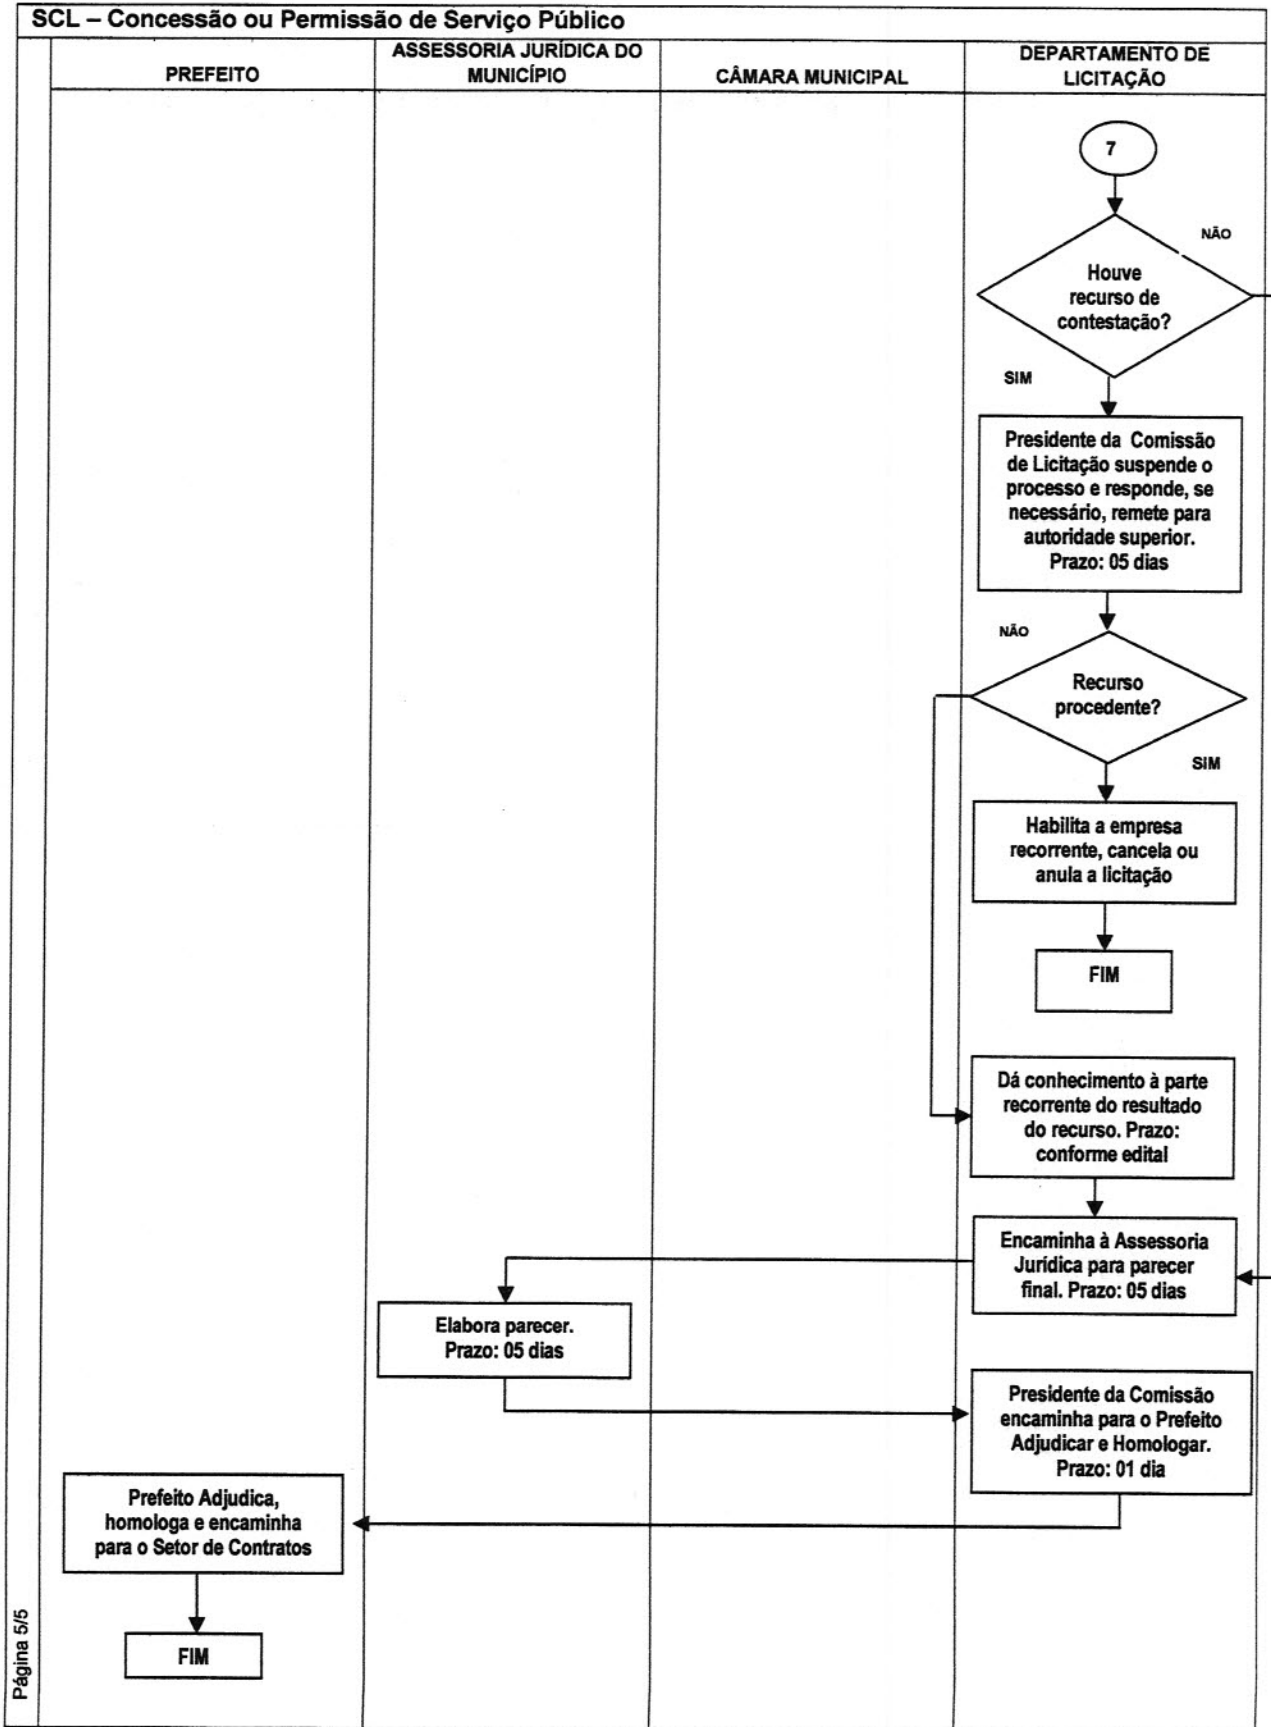 SCL – Concessão ou Permissão de Serviço Público
PREFEITO
ASSESSORIA JURÍDICA DO
MUNICÍPIO
CÂMARA MUNICIPAL
DEPARTAMENTO DE
LICITAÇÃO
7
NÃO
Houve
recurso de
contestação?
SIM
Presidente da Comissão
de Licitação suspende o
processo e responde, se
necessário, remete para
autoridade superior.
Prazo: 05 dias
NÃO
Recurso
procedente?
SIM
Habilita a empresa
recorrente, cancela ou
anula a licitação
FIM
Dá conhecimento à parte
recorrente do resultado
do recurso. Prazo:
conforme edital
Encaminha à Assessoria
Jurídica para parecer
final. Prazo: 05 dias
Elabora parecer.
Prazo: 05 dias
Presidente da Comissão
encaminha para o Prefeito
Adjudicar e Homologar.
Prazo: 01 dia
Prefeito Adjudica,
homologa e encaminha
para o Setor de Contratos
FIM
Página 5/5